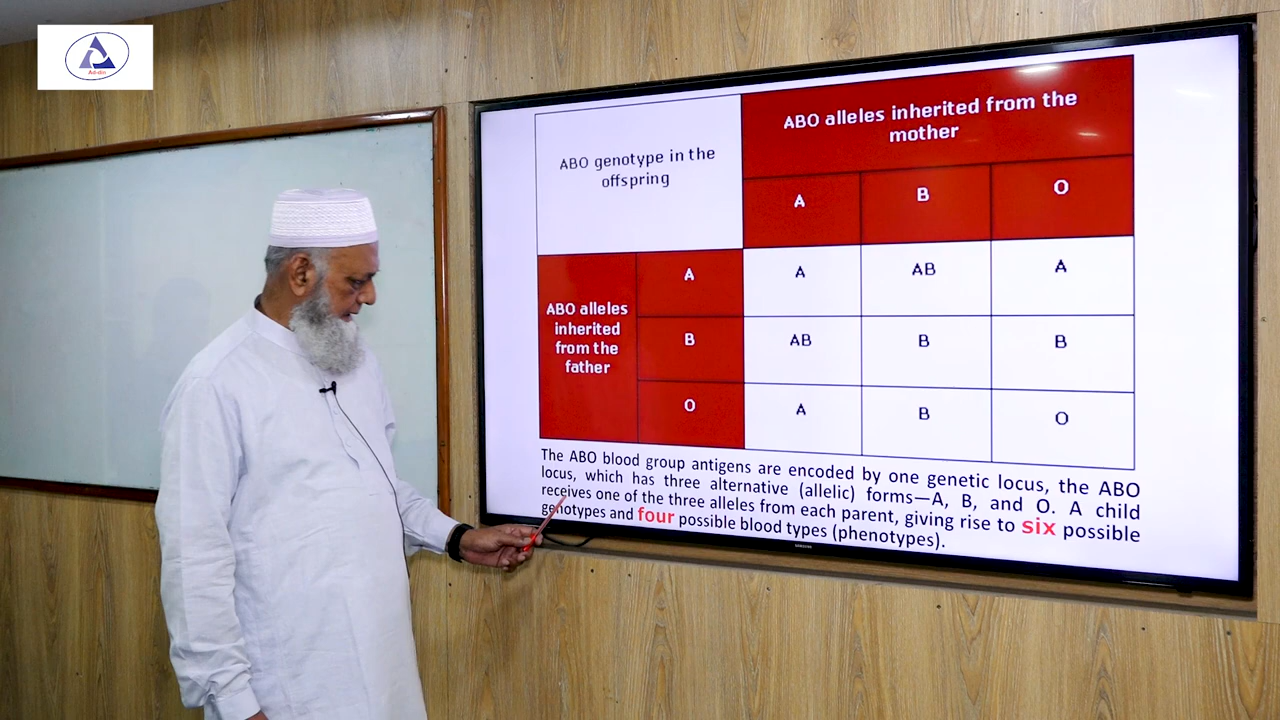 Ad-din
ABO genotype in the
offspring
ABO alleles inherited from the
mother
A B O
ABO alleles
inherited
from the
father
A A AB A
B AB B B
O A B O
The ABO blood group antigens are encoded by one genetic locus, the ABO
locus, which has three alternative (allelic) forms—A, B, and O. A child
receives one of the three alleles from each parent, giving rise to six possible
genotypes and four possible blood types (phenotypes).
SAMSUNG